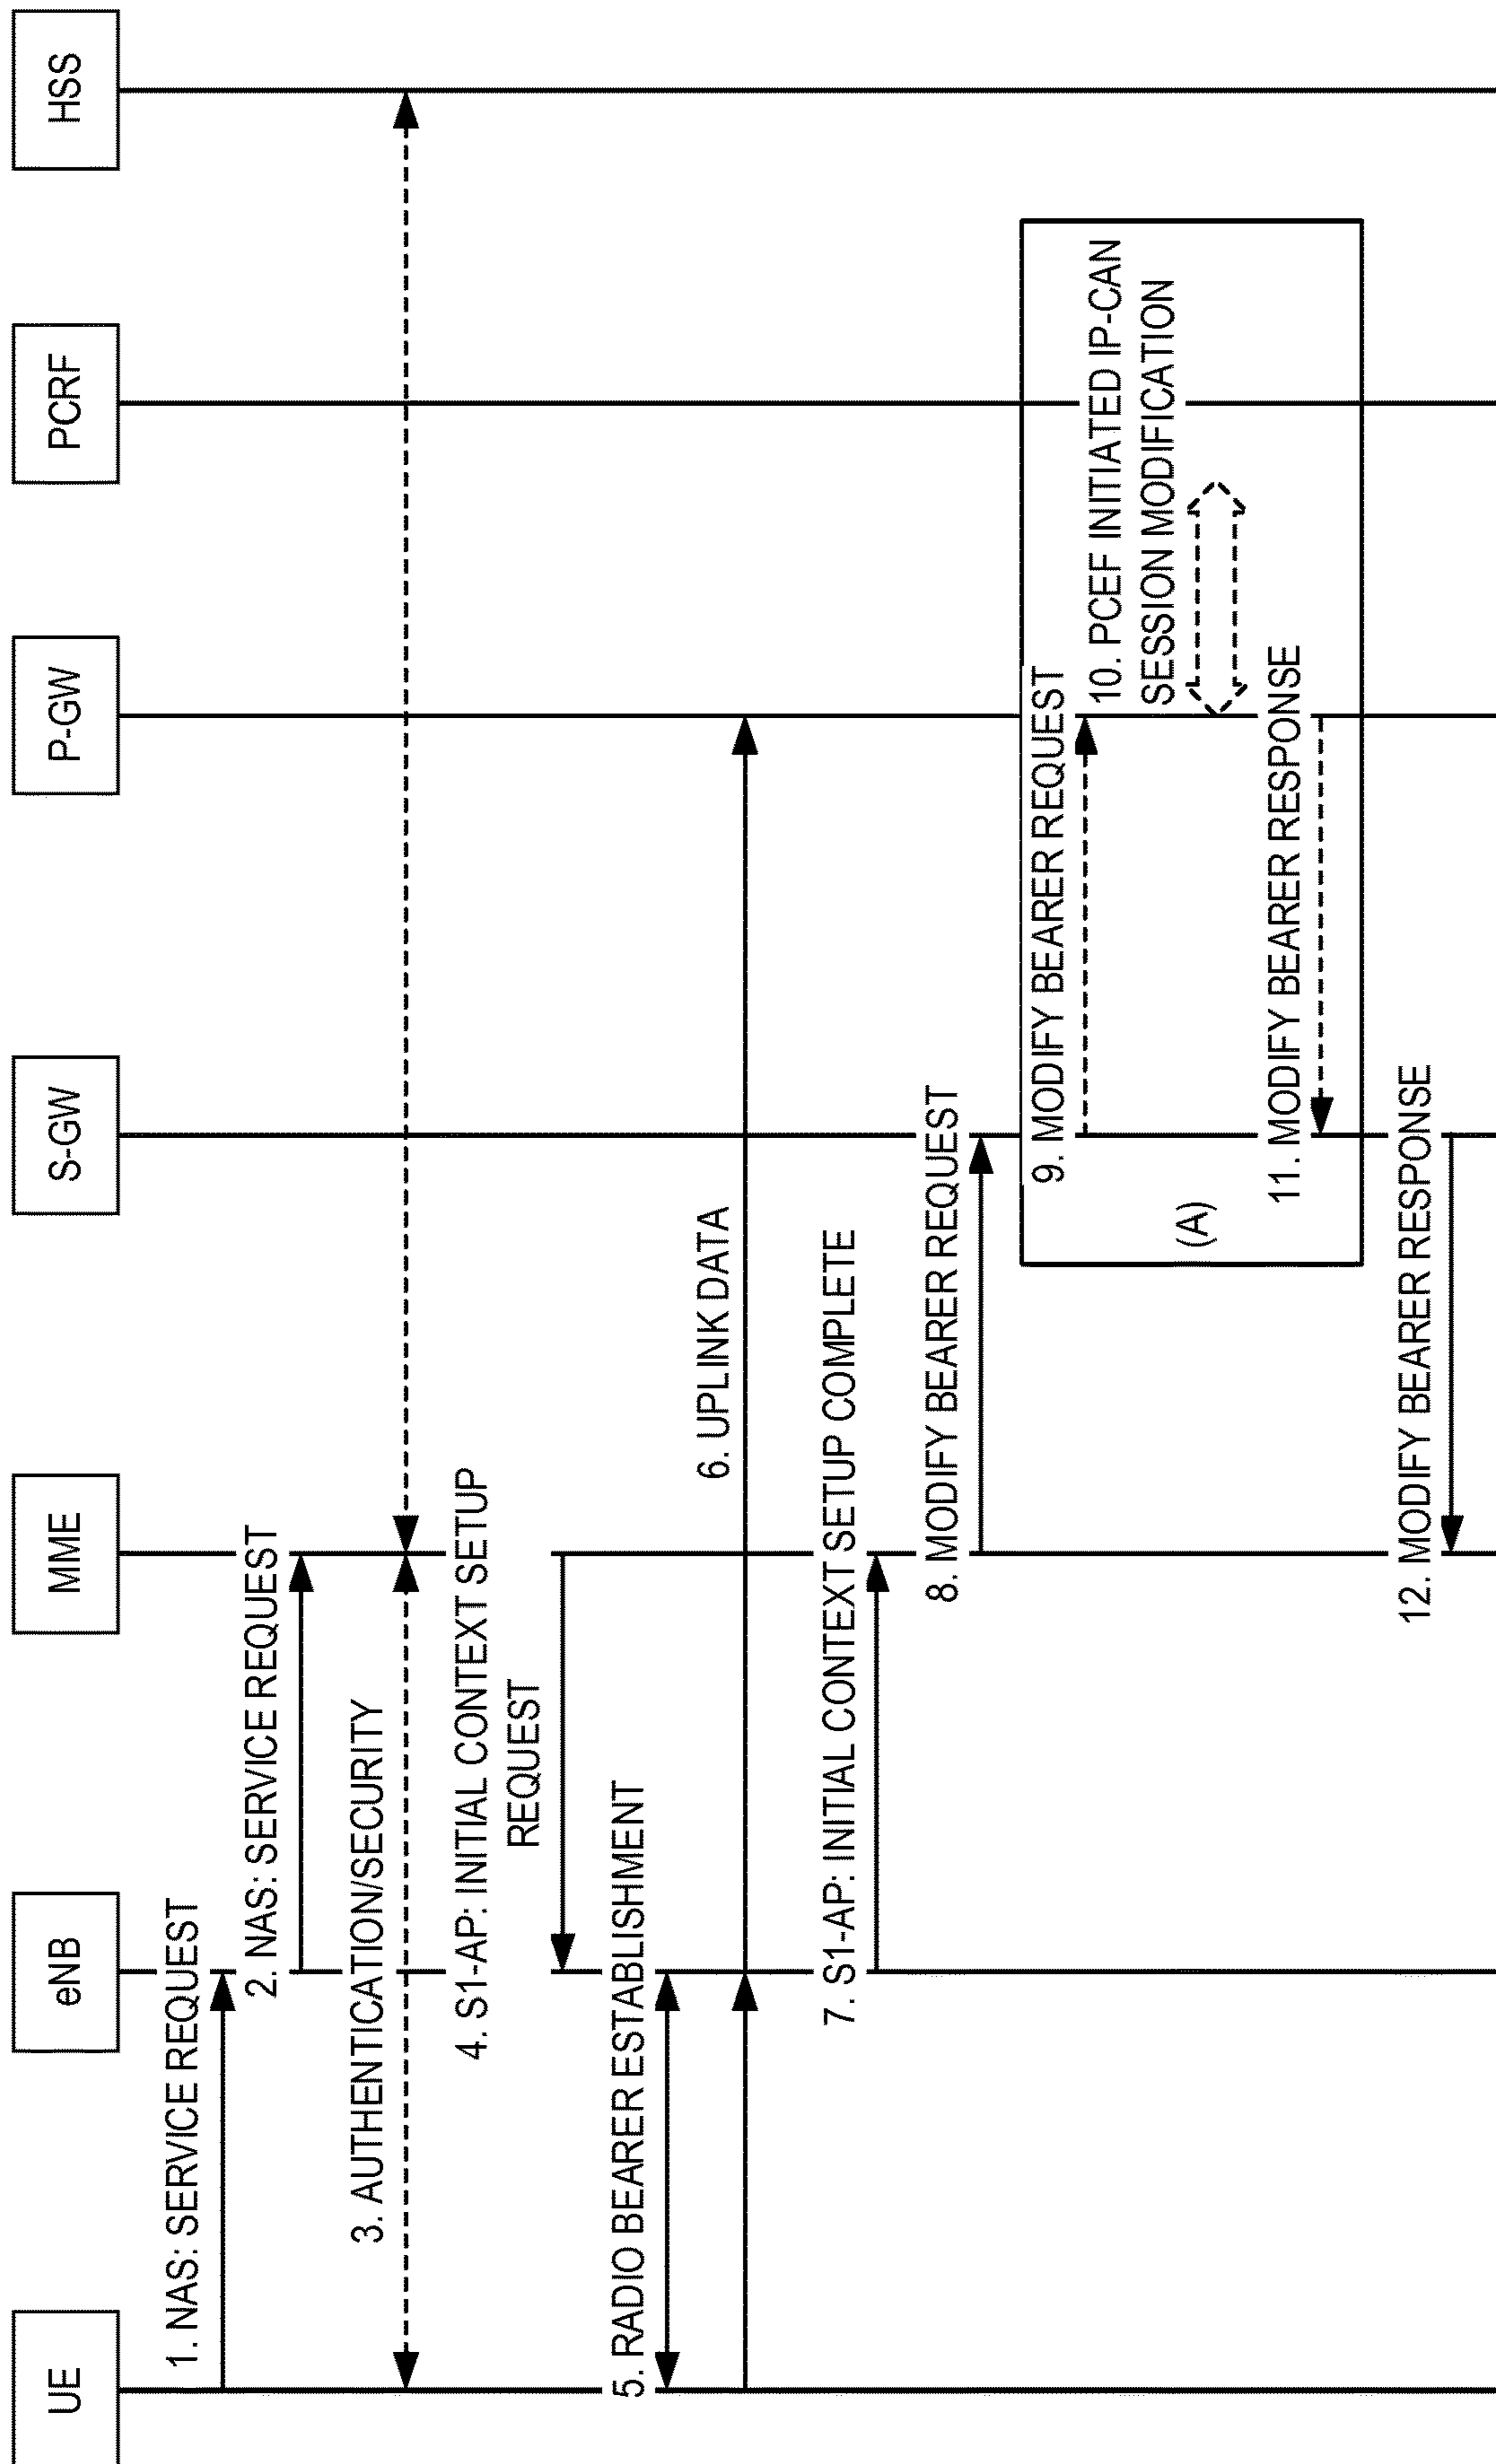 UE
eNB
MME
S-GW
P-GW
PCRF
HSS
1. NAS: SERVICE REQUEST
2. NAS: SERVICE REQUEST
3. AUTHENTICATION/SECURITY
4. S1-AP: INITIAL CONTEXT SETUP
REQUEST
5. RADIO BEARER ESTABLISHMENT
6. UPLINK DATA
7. S1-AP: INITIAL CONTEXT SETUP COMPLETE
8. MODIFY BEARER REQUEST
9. MODIFY BEARER REQUEST
10. PCEF INITIATED IP-CAN
SESSION MODIFICATION
(A)
11. MODIFY BEARER RESPONSE
12. MODIFY BEARER RESPONSE